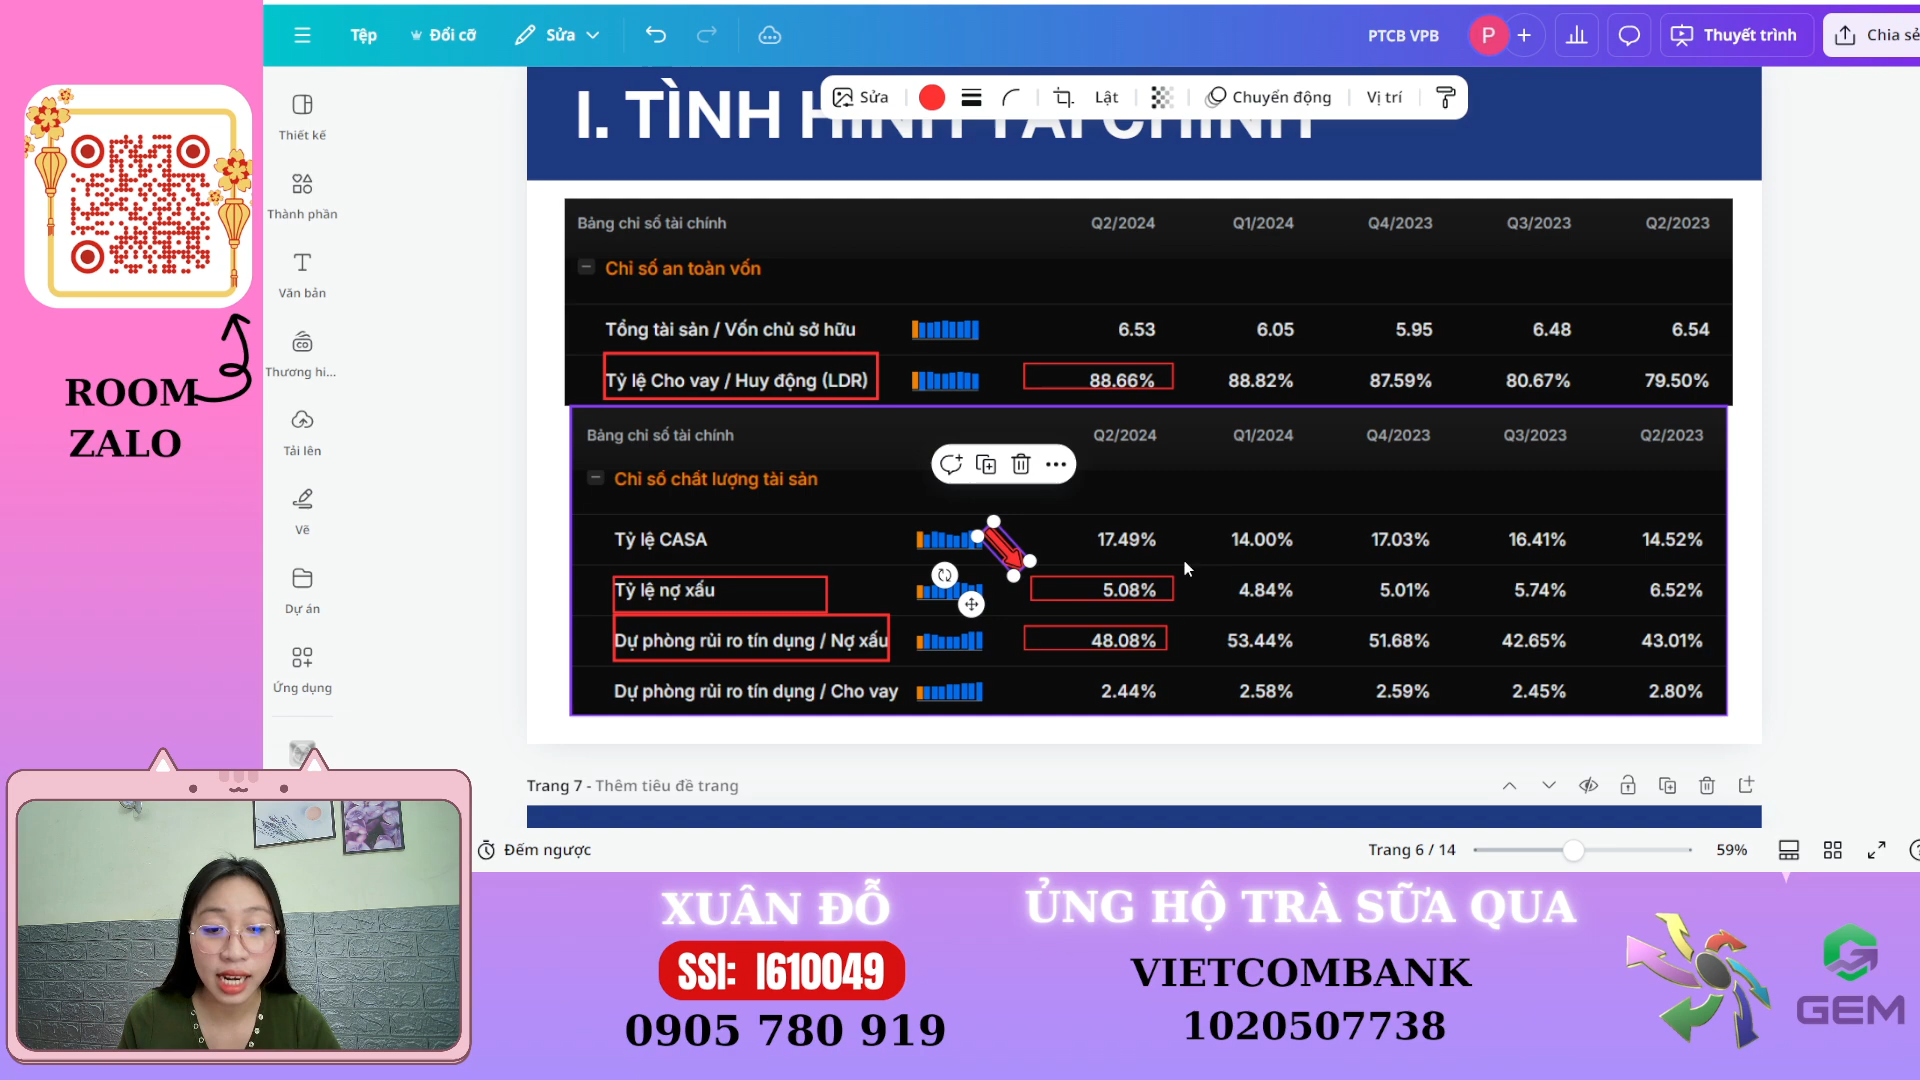 Tệp
Đổi cỡ
Sửa
PTCB VPB
P
Thuyết trình
Chia sẻ
Thiết kế
Thành phần
Văn bản
Thương hi...
Tải lên
Vẽ
Dự án
Ứng dụng
Sửa
Lật
Chuyển động
Vị trí
I. TÌNH HÌNH TÀI CHÍNH
Bảng chỉ số tài chính Q2/2024 Q1/2024 Q4/2023 Q3/2023 Q2/2023
Chỉ số an toàn vốn
Tổng tài sản / Vốn chủ sở hữu 6.53 6.05 5.95 6.48 6.54
Tỷ lệ Cho vay / Huy động (LDR) 88.66% 88.82% 87.59% 80.67% 79.50%
Bảng chỉ số tài chính Q2/2024 Q1/2024 Q4/2023 Q3/2023 Q2/2023
Chỉ số chất lượng tài sản
Tỷ lệ CASA 17.49% 14.00% 17.03% 16.41% 14.52%
Tỷ lệ nợ xấu 5.08% 4.84% 5.01% 5.74% 6.52%
Dự phòng rủi ro tín dụng / Nợ xấu 48.08% 53.44% 51.68% 42.65% 43.01%
Dự phòng rủi ro tín dụng / Cho vay 2.44% 2.58% 2.59% 2.45% 2.80%
Trang 7 - Thêm tiêu đề trang
Đếm ngược
Trang 6 / 14
59%
ROOM
ZALO
XUÂN ĐỖ
SSI: I610049
0905 780 919
ỦNG HỘ TRÀ SỮA QUA
VIETCOMBANK
1020507738
GEM